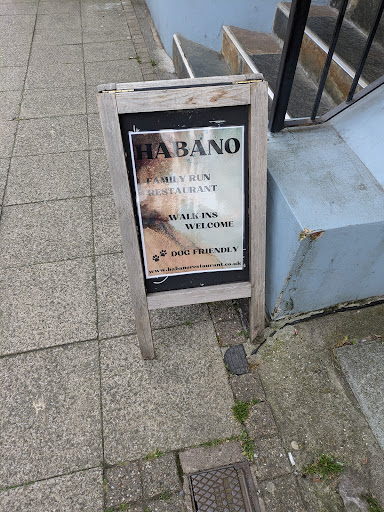 HABANO
FAMILY RUN
RESTAURANT
WALK INS
WELCOME
DOG FRIENDLY
www.habanorestaurant.co.uk